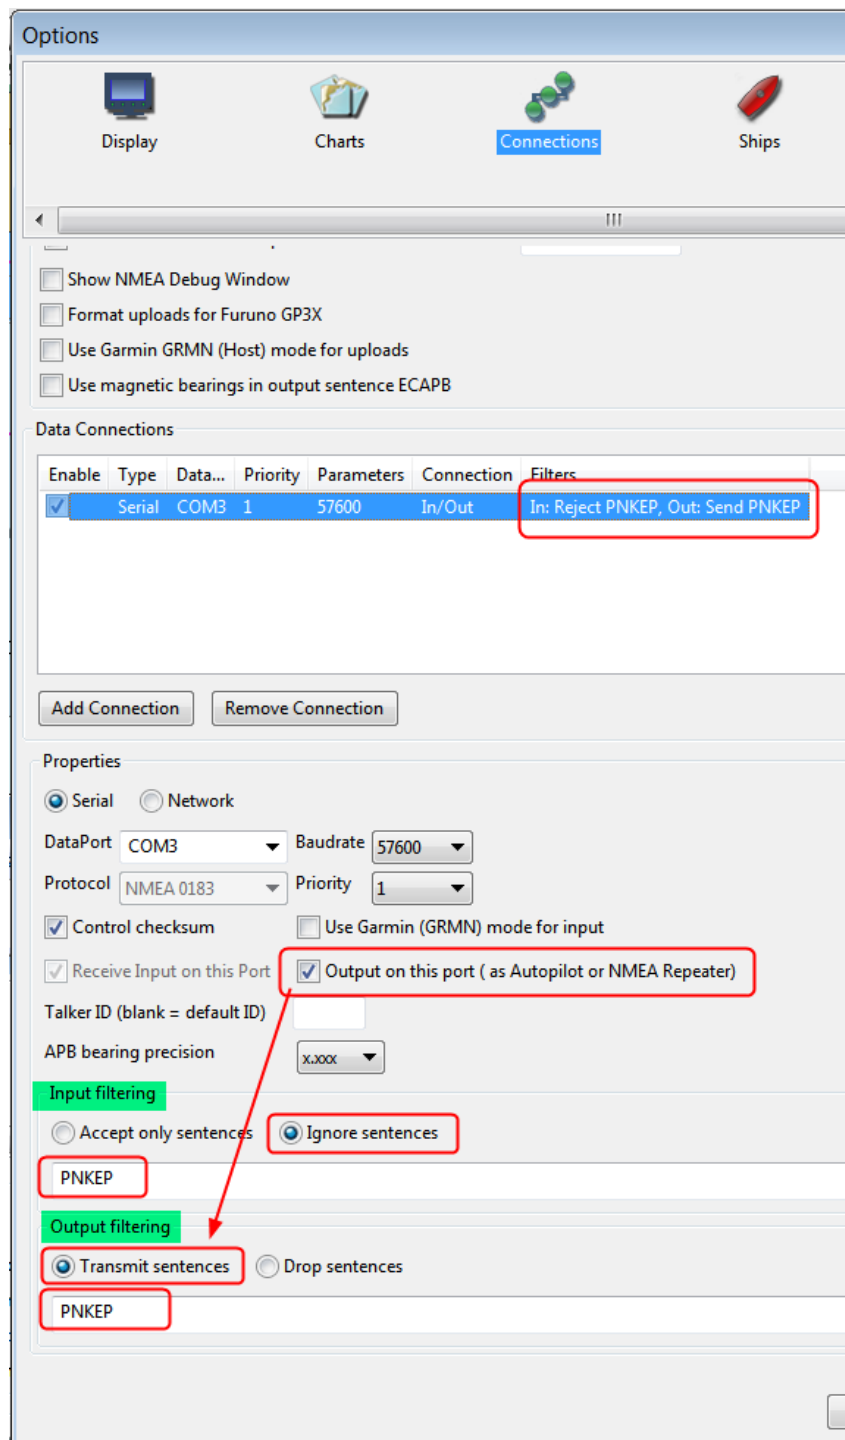 Options
Display Charts Connections Ships
Show NMEA Debug Window
Format uploads for Furuno GP3X
Use Garmin GRMN (Host) mode for uploads
Use magnetic bearings in output sentence ECAPB
Data Connections
Enable Type Data... Priority Parameters Connection Filters
Serial COM3 1 57600 In/Out In: Reject PNKEP, Out: Send PNKEP
Add Connection Remove Connection
Properties
Serial Network
DataPort COM3 Baudrate 57600
Protocol NMEA 0183 Priority 1
Control checksum Use Garmin (GRMN) mode for input
Receive Input on this Port Output on this port ( as Autopilot or NMEA Repeater)
Talker ID (blank = default ID)
APB bearing precision x.xxx
Input filtering
Accept only sentences Ignore sentences
PNKEP
Output filtering
Transmit sentences Drop sentences
PNKEP